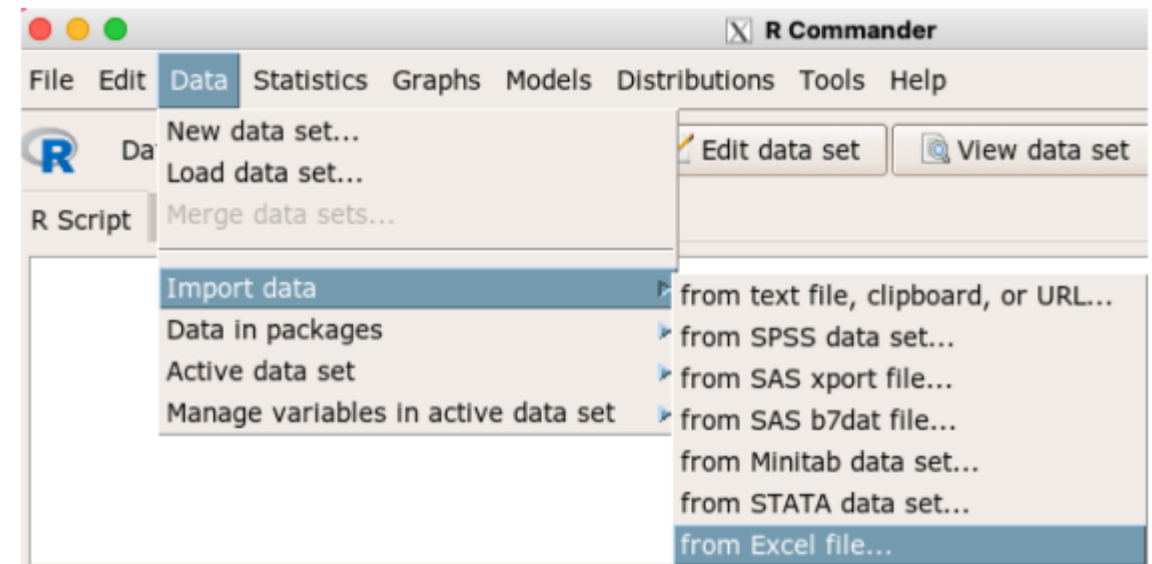 R Commander
File Edit Data Statistics Graphs Models Distributions Tools Help
R Da Edit data set View data set
New data set...
Load data set...
R Script Merge data sets...
Import data
Data in packages
Active data set
Manage variables in active data set
from text file, clipboard, or URL...
from SPSS data set...
from SAS xport file...
from SAS b7dat file...
from Minitab data set...
from STATA data set...
from Excel file...